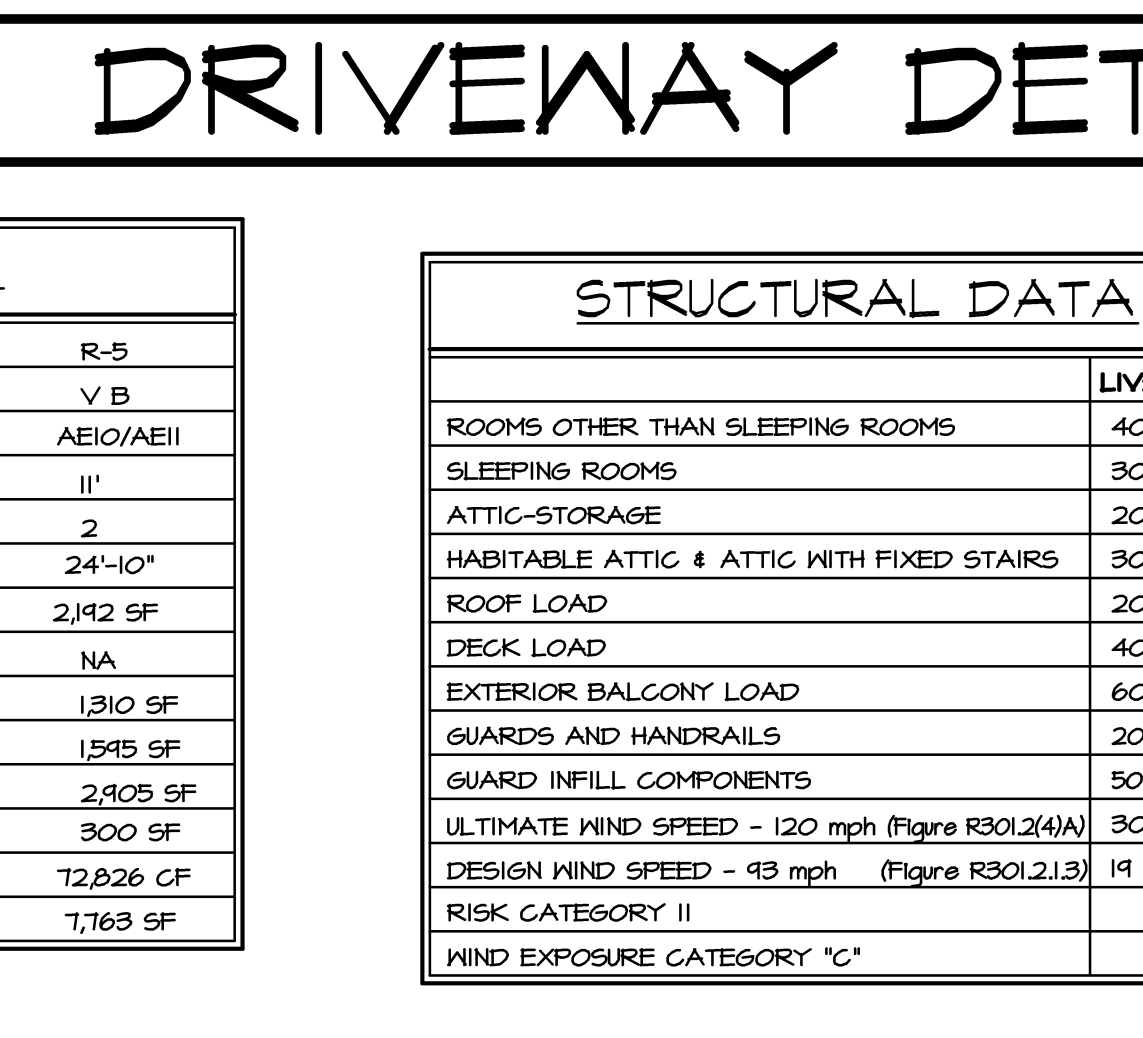 DRIVEWAY DET
R-5
V B
AE10/AE11
11'
2
24'-10"
2,192 SF
NA
1,310 SF
1,595 SF
2,905 SF
300 SF
72,826 CF
7,763 SF
STRUCTURAL DATA
LIV
ROOMS OTHER THAN SLEEPING ROOMS 40
SLEEPING ROOMS 30
ATTIC-STORAGE 20
HABITABLE ATTIC & ATTIC WITH FIXED STAIRS 30
ROOF LOAD 20
DECK LOAD 40
EXTERIOR BALCONY LOAD 60
GUARDS AND HANDRAILS 20
GUARD INFILL COMPONENTS 50
ULTIMATE WIND SPEED - 120 mph (Figure R301.2(4)A) 30
DESIGN WIND SPEED - 93 mph (Figure R301.2.1.3) 19
RISK CATEGORY II
WIND EXPOSURE CATEGORY "C"